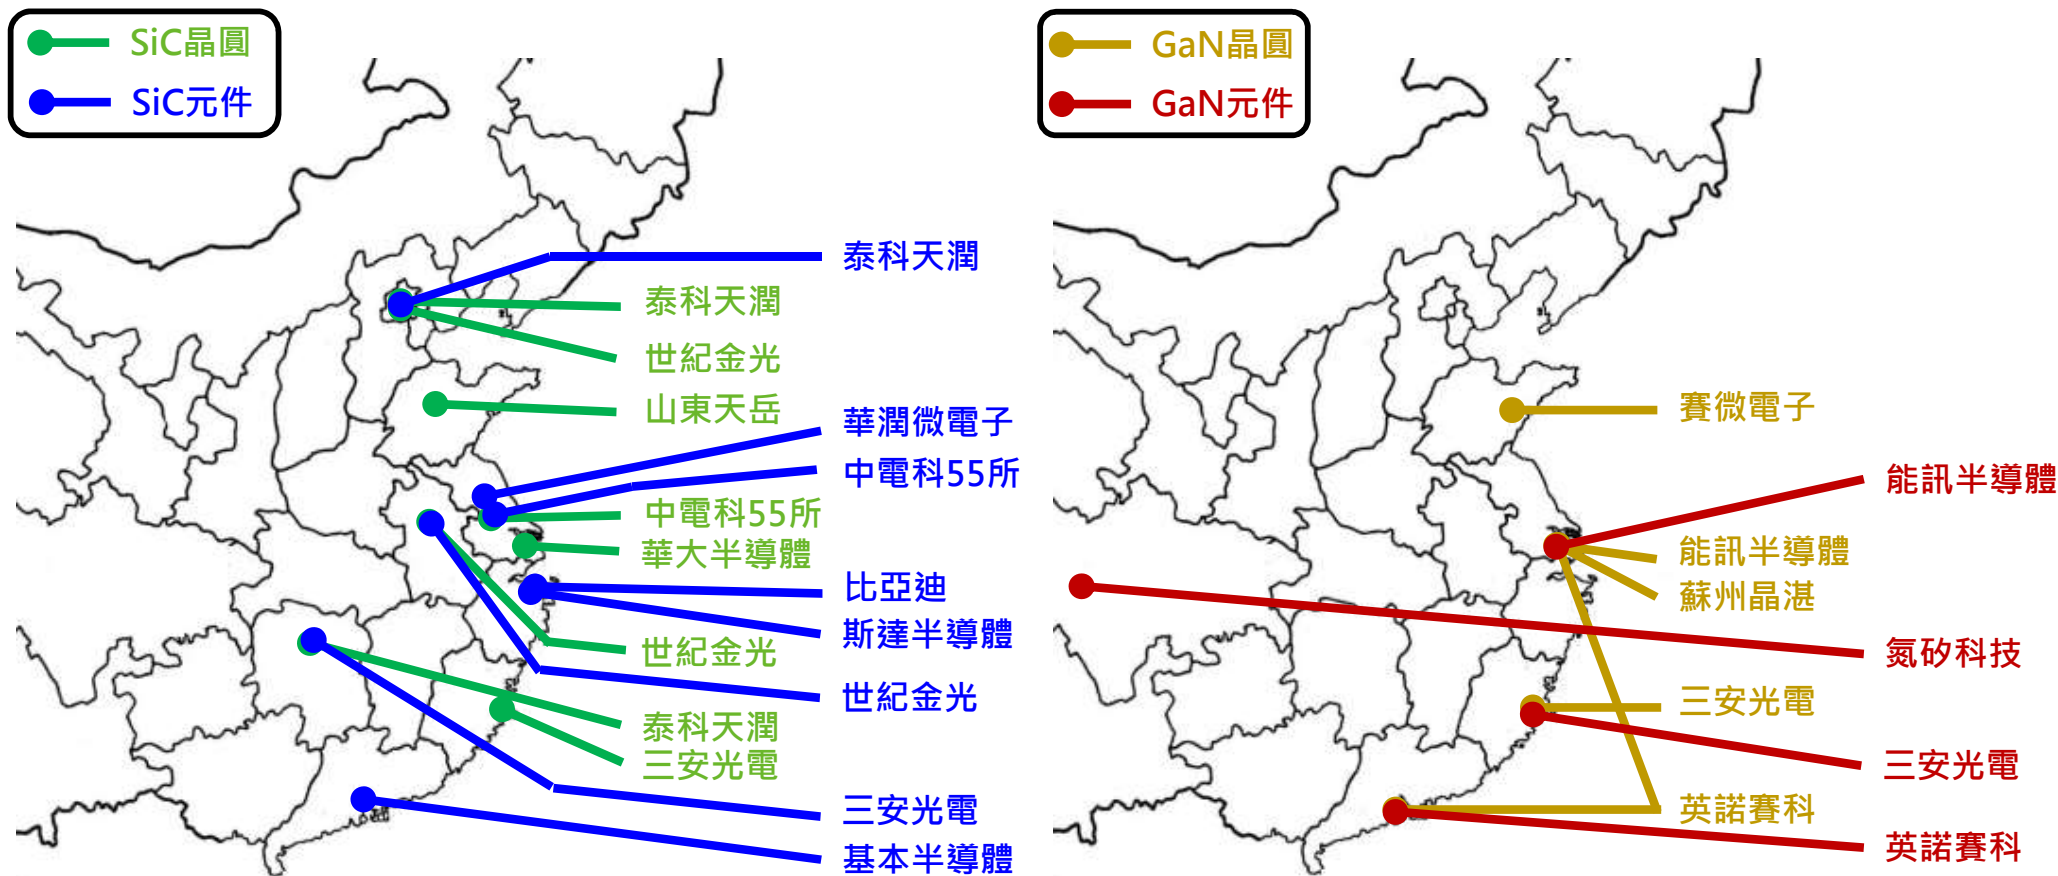 SiC晶圓
SiC元件
泰科天潤
泰科天潤
世紀金光
山東天岳
華潤微電子
中電科55所
中電科55所
華大半導體
比亞迪
斯達半導體
世紀金光
世紀金光
泰科天潤
三安光電
三安光電
基本半導體
GaN晶圓
GaN元件
賽微電子
能訊半導體
能訊半導體
蘇州晶湛
氮矽科技
三安光電
三安光電
英諾賽科
英諾賽科